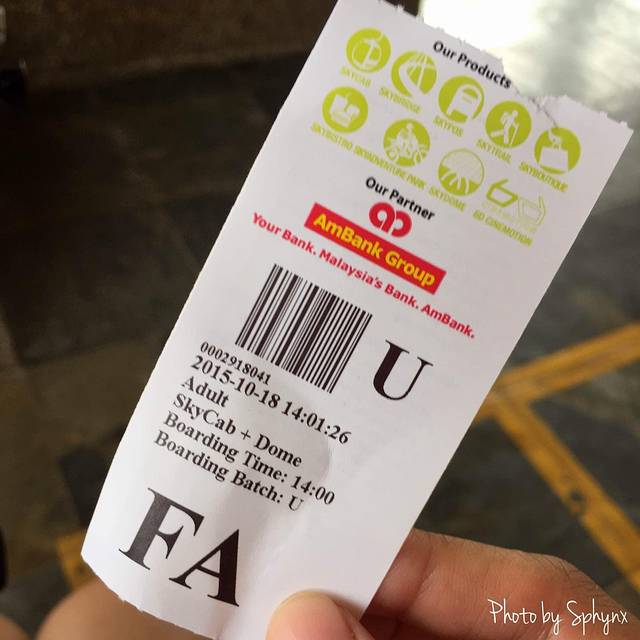 Our Products
SKYCAB SKYBRIDGE SKYPOD SKYTRAIL SKYBOUTIQUE
SKYBISTRO SKYADVENTURE PARK SKYDOME 6D CINEMOTION
Our Partner
AmBank Group
Your Bank. Malaysia's Bank. AmBank.
U
0002918041
2015-10-18 14:01:26
Adult
SkyCab + Dome
Boarding Time: 14:00
Boarding Batch: U
FA
Photo by Sphynx